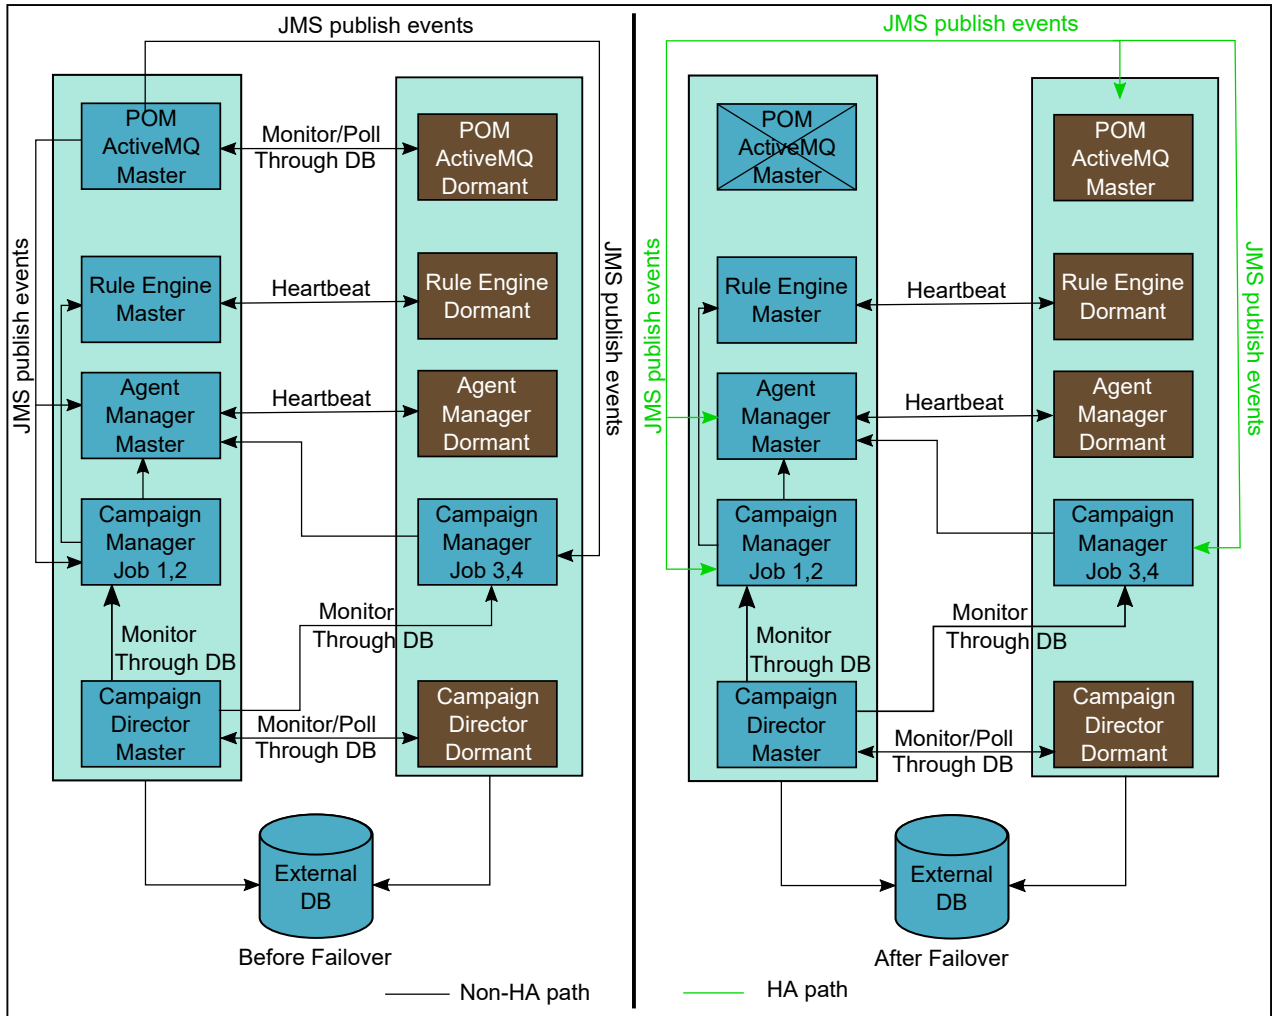 JMS publish events
POM
ActiveMQ
Master
Monitor/Poll
Through DB
POM
ActiveMQ
Dormant
JMS publish events
JMS publish events
Rule Engine
Master
Heartbeat
Rule Engine
Dormant
Agent
Manager
Master
Heartbeat
Agent
Manager
Dormant
Campaign
Manager
Job 1,2
Campaign
Manager
Job 3,4
Monitor
Through DB
Monitor
Through DB
Campaign
Director
Master
Monitor/Poll
Through DB
Campaign
Director
Dormant
External
DB
Before Failover
Non-HA path
JMS publish events
POM
ActiveMQ
Master
POM
ActiveMQ
Master
JMS publish events
JMS publish events
Rule Engine
Master
Heartbeat
Rule Engine
Dormant
Agent
Manager
Master
Heartbeat
Agent
Manager
Dormant
Campaign
Manager
Job 1,2
Campaign
Manager
Job 3,4
Monitor
Through DB
Monitor
Through DB
Campaign
Director
Master
Monitor/Poll
Through DB
Campaign
Director
Dormant
External
DB
After Failover
HA path